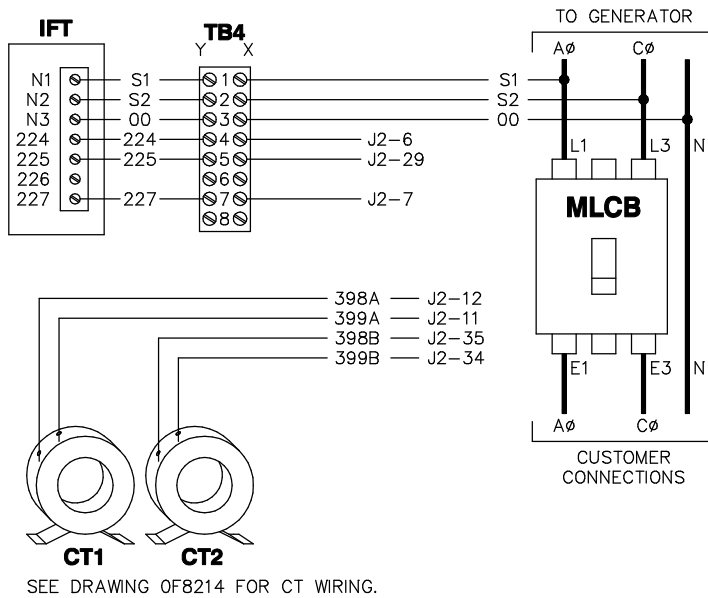 TO GENERATOR
IFT TB4
Y X AØ CØ
N1 S1 1 S1
N2 S2 2 S2
N3 00 3 00
224 224 4 J2-6
225 225 5 J2-29 L1 L3 N
226 6
227 227 7 J2-7
8
MLCB
398A J2-12
399A J2-11
398B J2-35
399B J2-34
E1 E3 N
AØ CØ
CUSTOMER
CONNECTIONS
CT1 CT2
SEE DRAWING 0F8214 FOR CT WIRING.